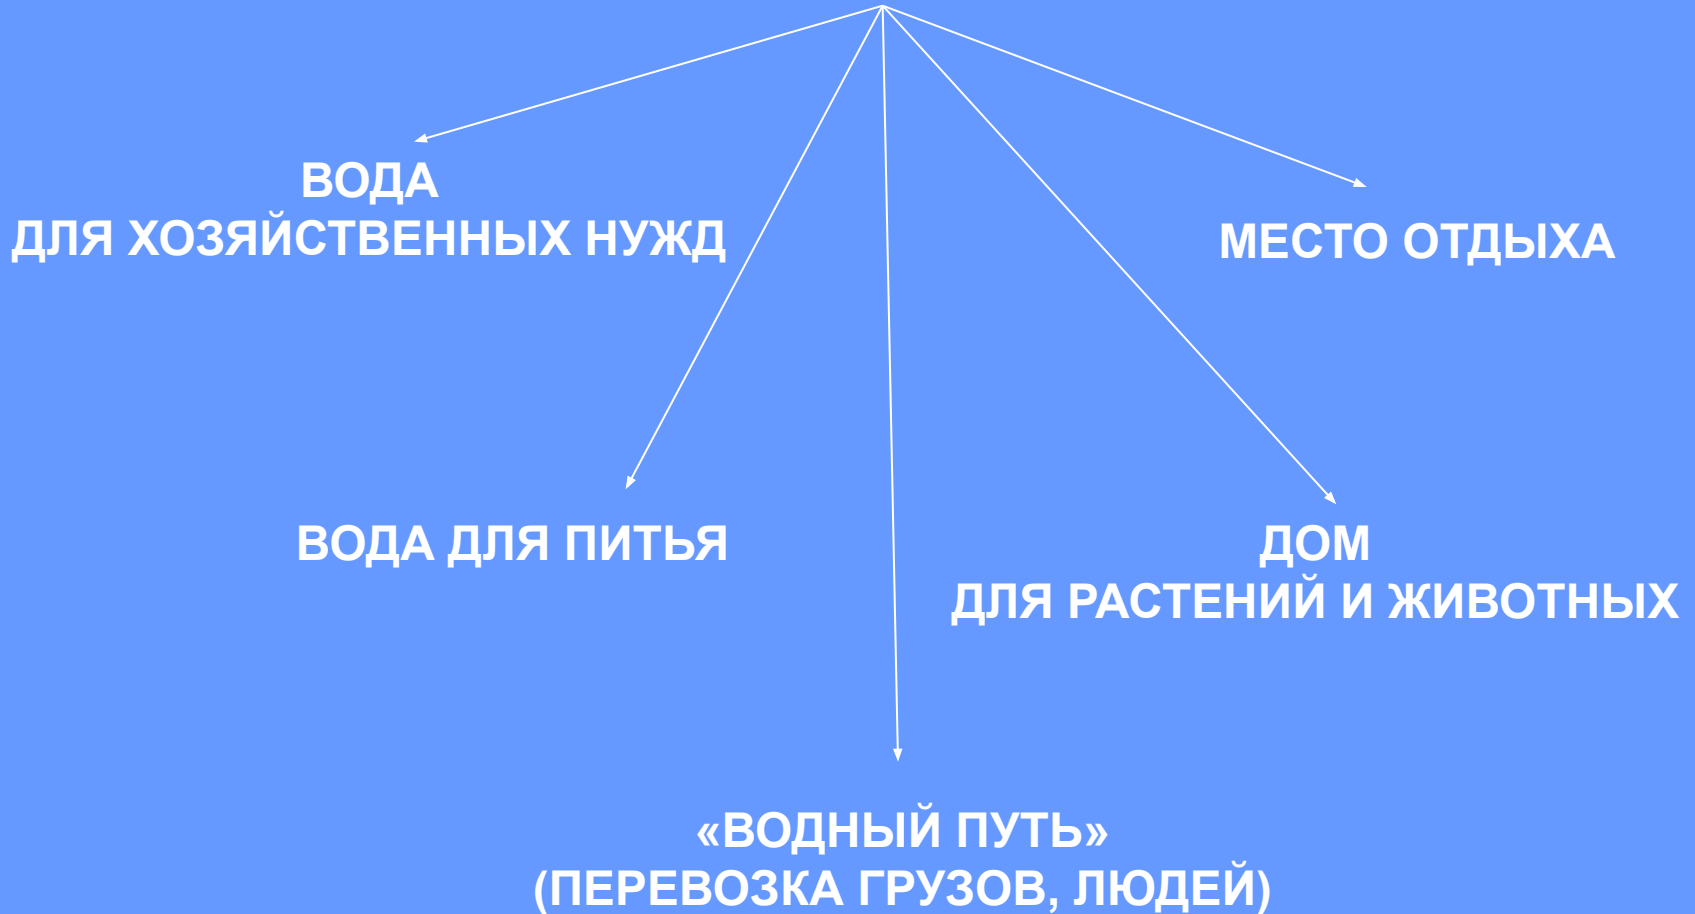 ВОДА
ДЛЯ ХОЗЯЙСТВЕННЫХ НУЖД
МЕСТО ОТДЫХА
ВОДА ДЛЯ ПИТЬЯ
ДОМ
ДЛЯ РАСТЕНИЙ И ЖИВОТНЫХ
«ВОДНЫЙ ПУТЬ»
(ПЕРЕВОЗКА ГРУЗОВ, ЛЮДЕЙ)